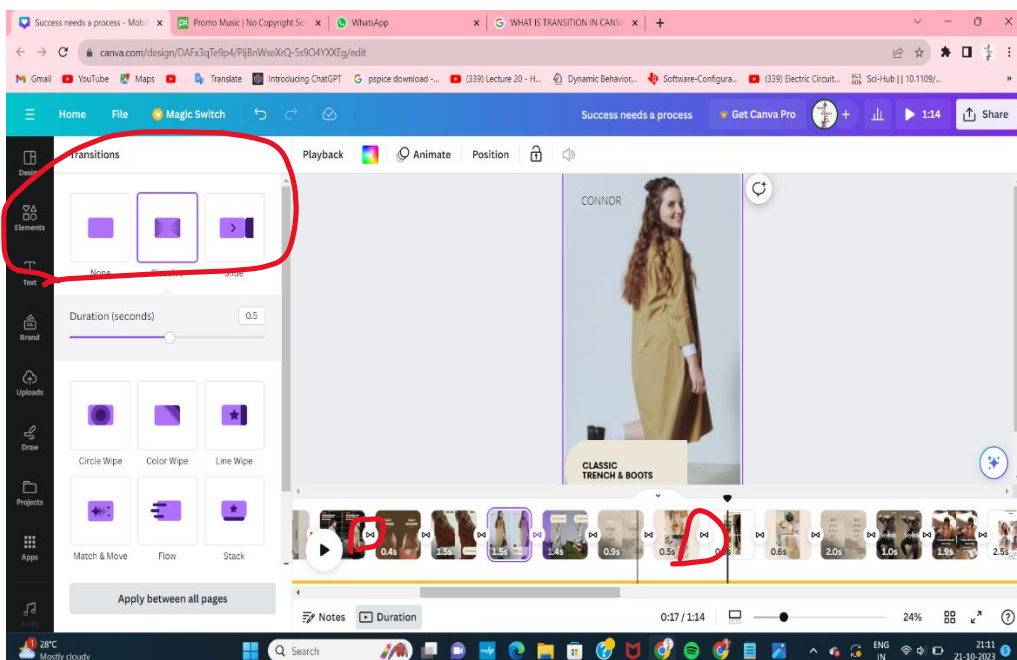 Success needs a process - Mobil
Promo Music | No Copyright So
WhatsApp
WHAT IS TRANSITION IN CANV
canva.com/design/DAFx3qTe9p4/PljBnWseXrQ-5s9O4YXXEg/edit
Gmail YouTube Maps Translate Introducing ChatGPT pspice download -... (339) Lecture 20 - H... Dynamic Behavior... Software-Configura... (339) Electric Circuit... Sci-Hub || 10.1109/... »
Home File Magic Switch Success needs a process Get Canva Pro + 1:14 Share
Design
Elements
Text
Brand
Uploads
Draw
Projects
Apps
Audio
Transitions
None Dissolve Slide
Duration (seconds) 0.5
Circle Wipe Color Wipe Line Wipe
Match & Move Flow Stack
Apply between all pages
Playback Animate Position
CONNOR
CLASSIC
TRENCH & BOOTS
0.4s 1.5s 1.5s 1.4s 0.9s 0.5s 0.6s 2.0s 1.0s 1.9s 2.5s
Notes Duration 0:17 / 1:14 24%
28°C
Mostly cloudy
Search
ENG
IN
21:11
21-10-2023